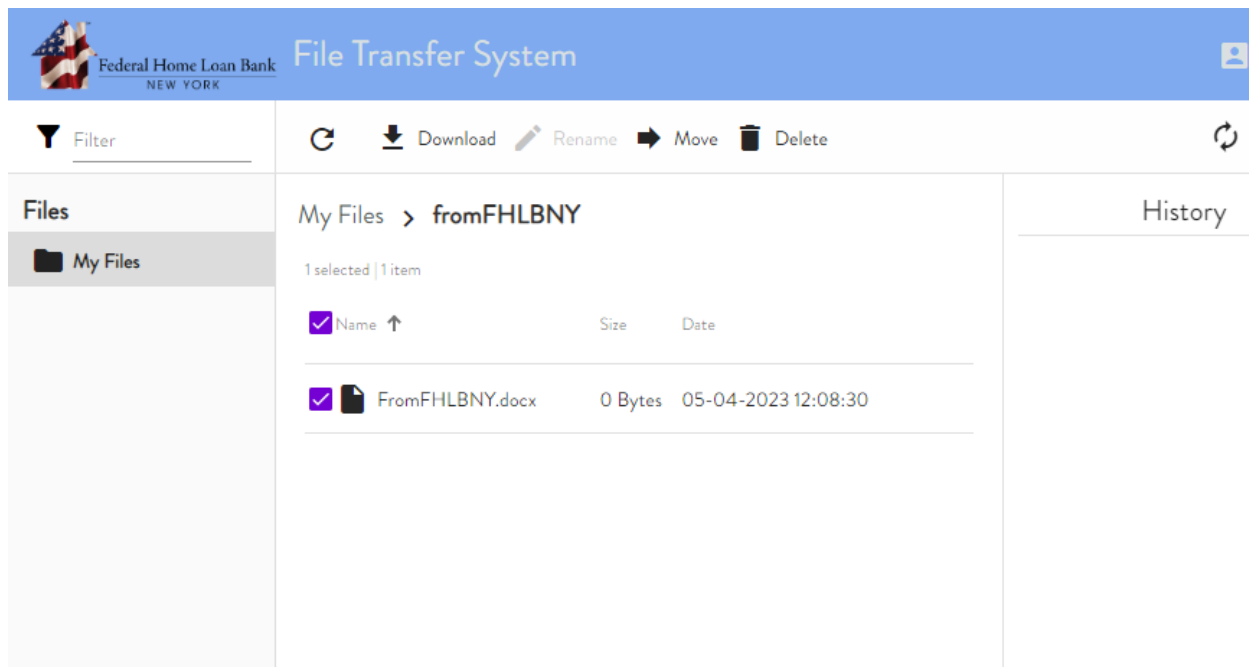 Federal Home Loan Bank
NEW YORK
File Transfer System
Filter
Download Rename Move Delete
Files
My Files
My Files > fromFHLBNY
1 selected | 1 item
Name Size Date
FromFHLBNY.docx 0 Bytes 05-04-2023 12:08:30
History